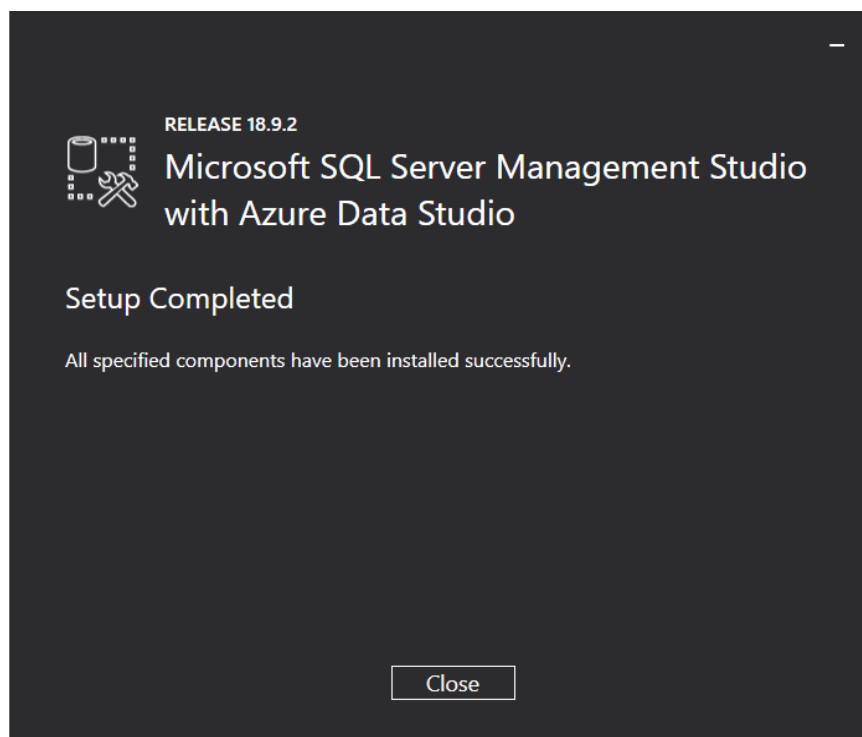 RELEASE 18.9.2
Microsoft SQL Server Management Studio
with Azure Data Studio
Setup Completed
All specified components have been installed successfully.
Close